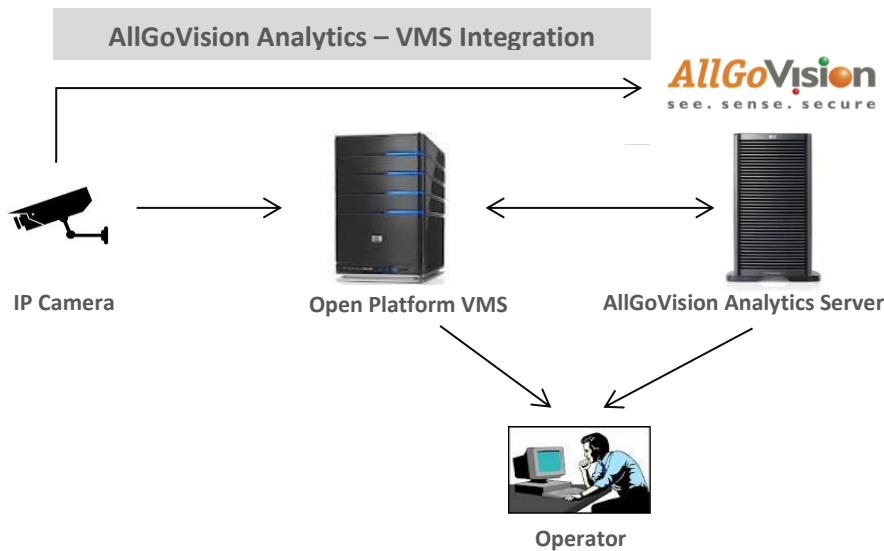 AllGoVision Analytics – VMS Integration
AllGoVision
see. sense. secure
IP Camera
Open Platform VMS
AllGoVision Analytics Server
Operator